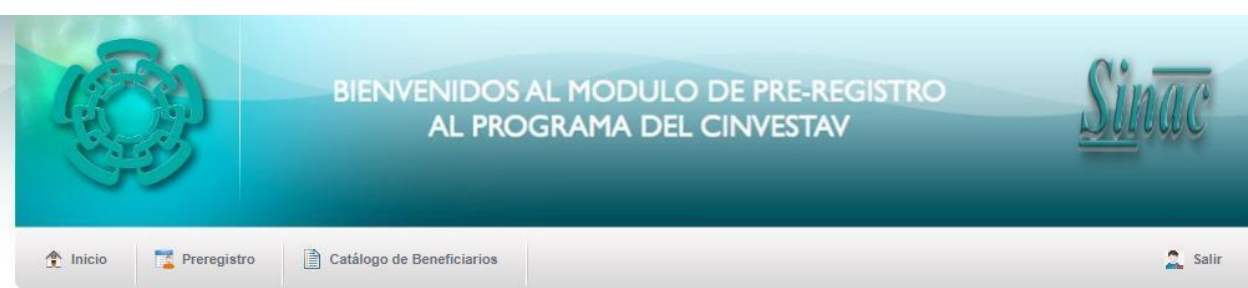 BIENVENIDOS AL MODULO DE PRE-REGISTRO
AL PROGRAMA DEL CINVESTAV
Sinac
Inicio
Preregistro
Catálogo de Beneficiarios
Salir